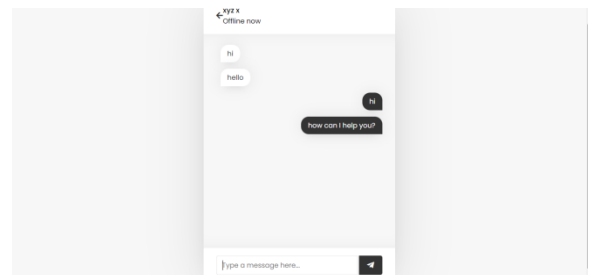 xyz x
Offline now
hi
hello
hi
how can I help you?
Type a message here...